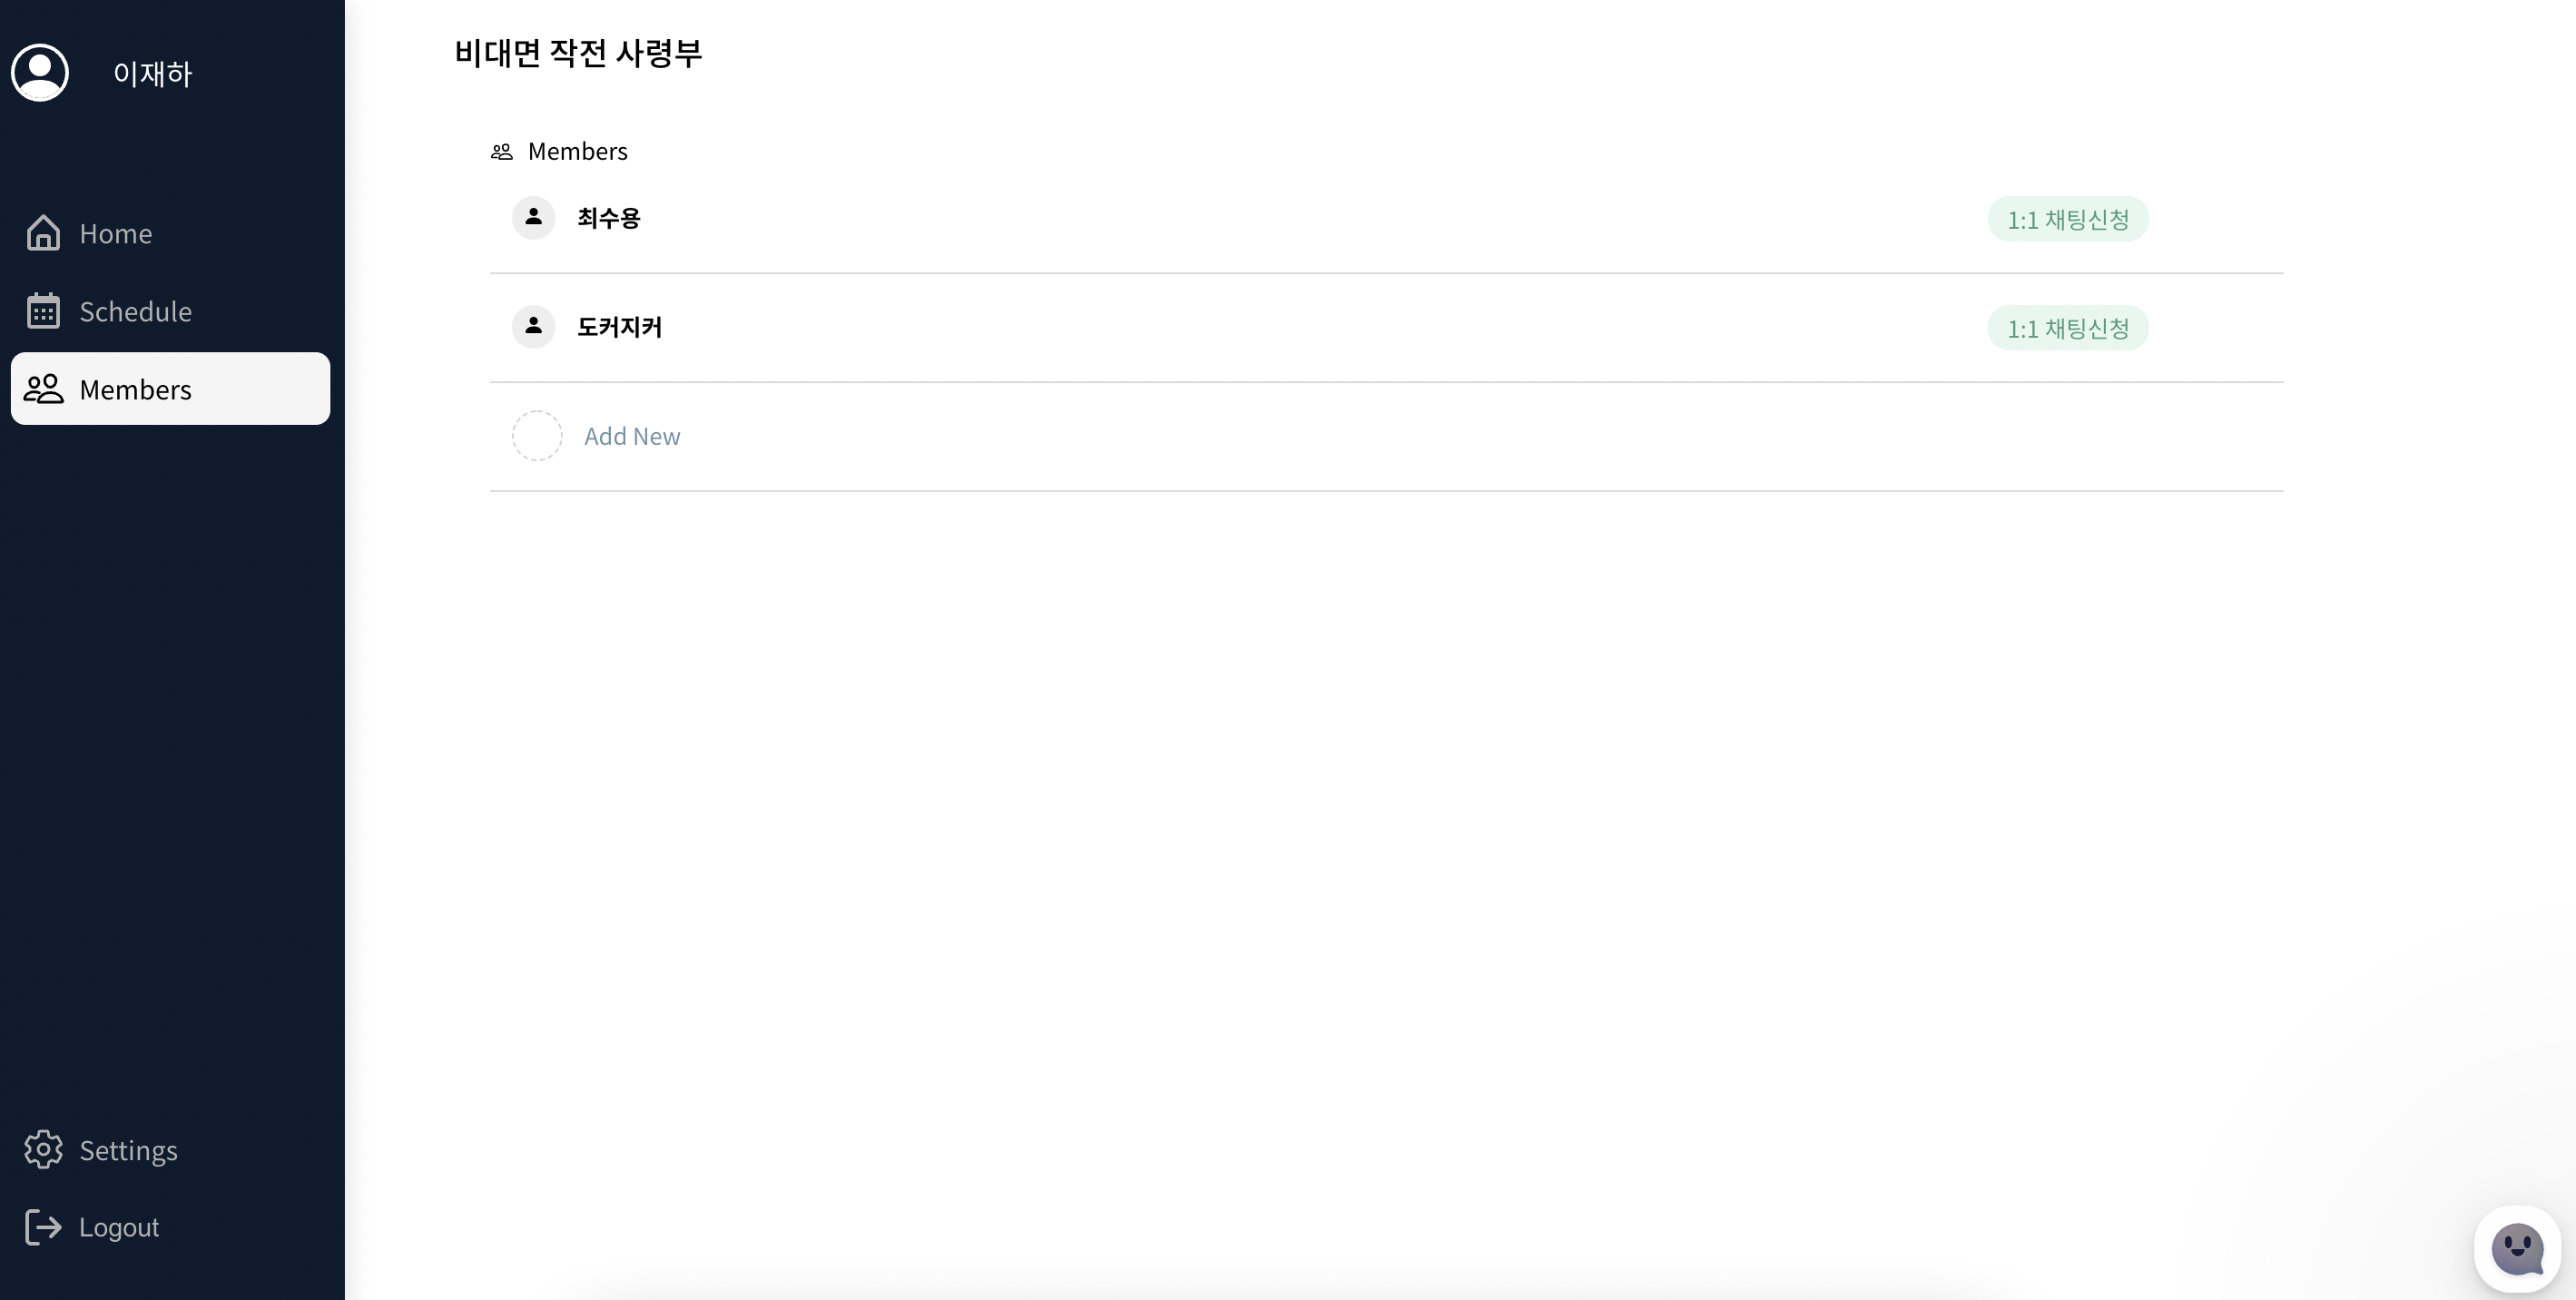 이재하
Home
Schedule
Members
Settings
Logout
비대면 작전 사령부
Members
최수용
1:1 채팅신청
도커지커
1:1 채팅신청
Add New